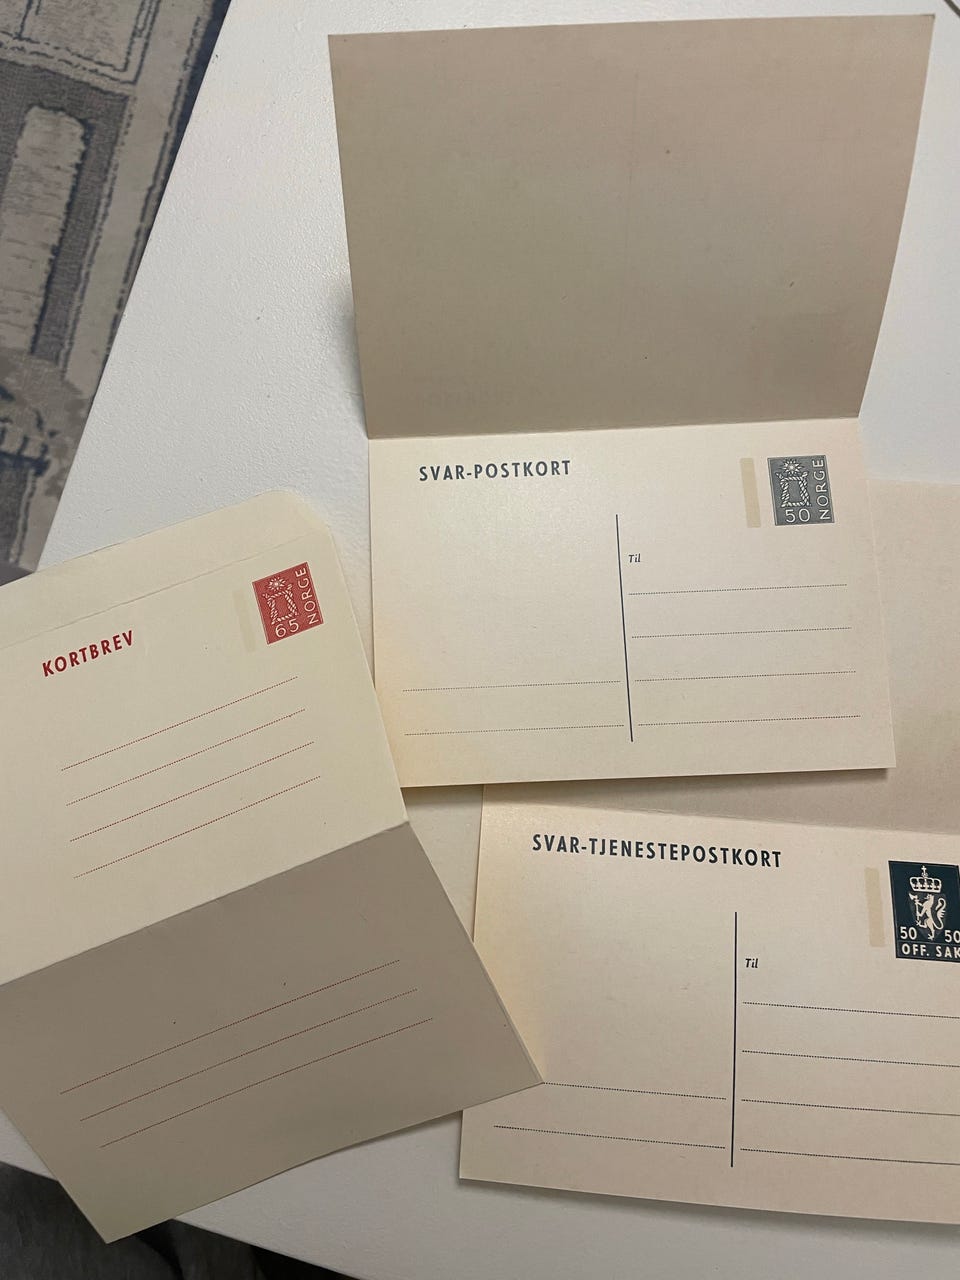 SVAR-POSTKORT
50 NORGE
Til
KORTBREV
65 NORGE
SVAR-TJENESTEPOSTKORT
50 50
OFF. SAK
Til